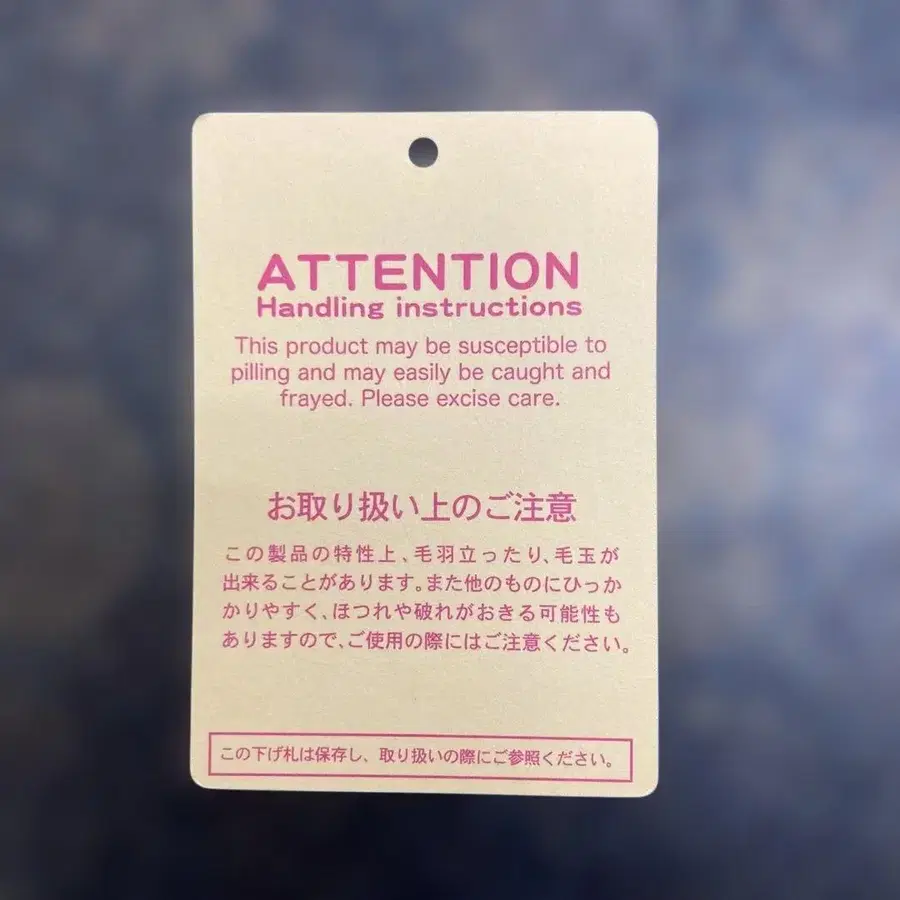 ATTENTION
Handling instructions
This product may be susceptible to
pilling and may easily be caught and
frayed. Please excise care.
お取り扱い上のご注意
この製品の特性上、毛羽立ったり、毛玉が
出来ることがあります。また他のものにひっか
かりやすく、ほつれや破れがおきる可能性も
ありますので、ご使用の際にはご注意ください。
この下げ札は保存し、取り扱いの際にご参照ください。